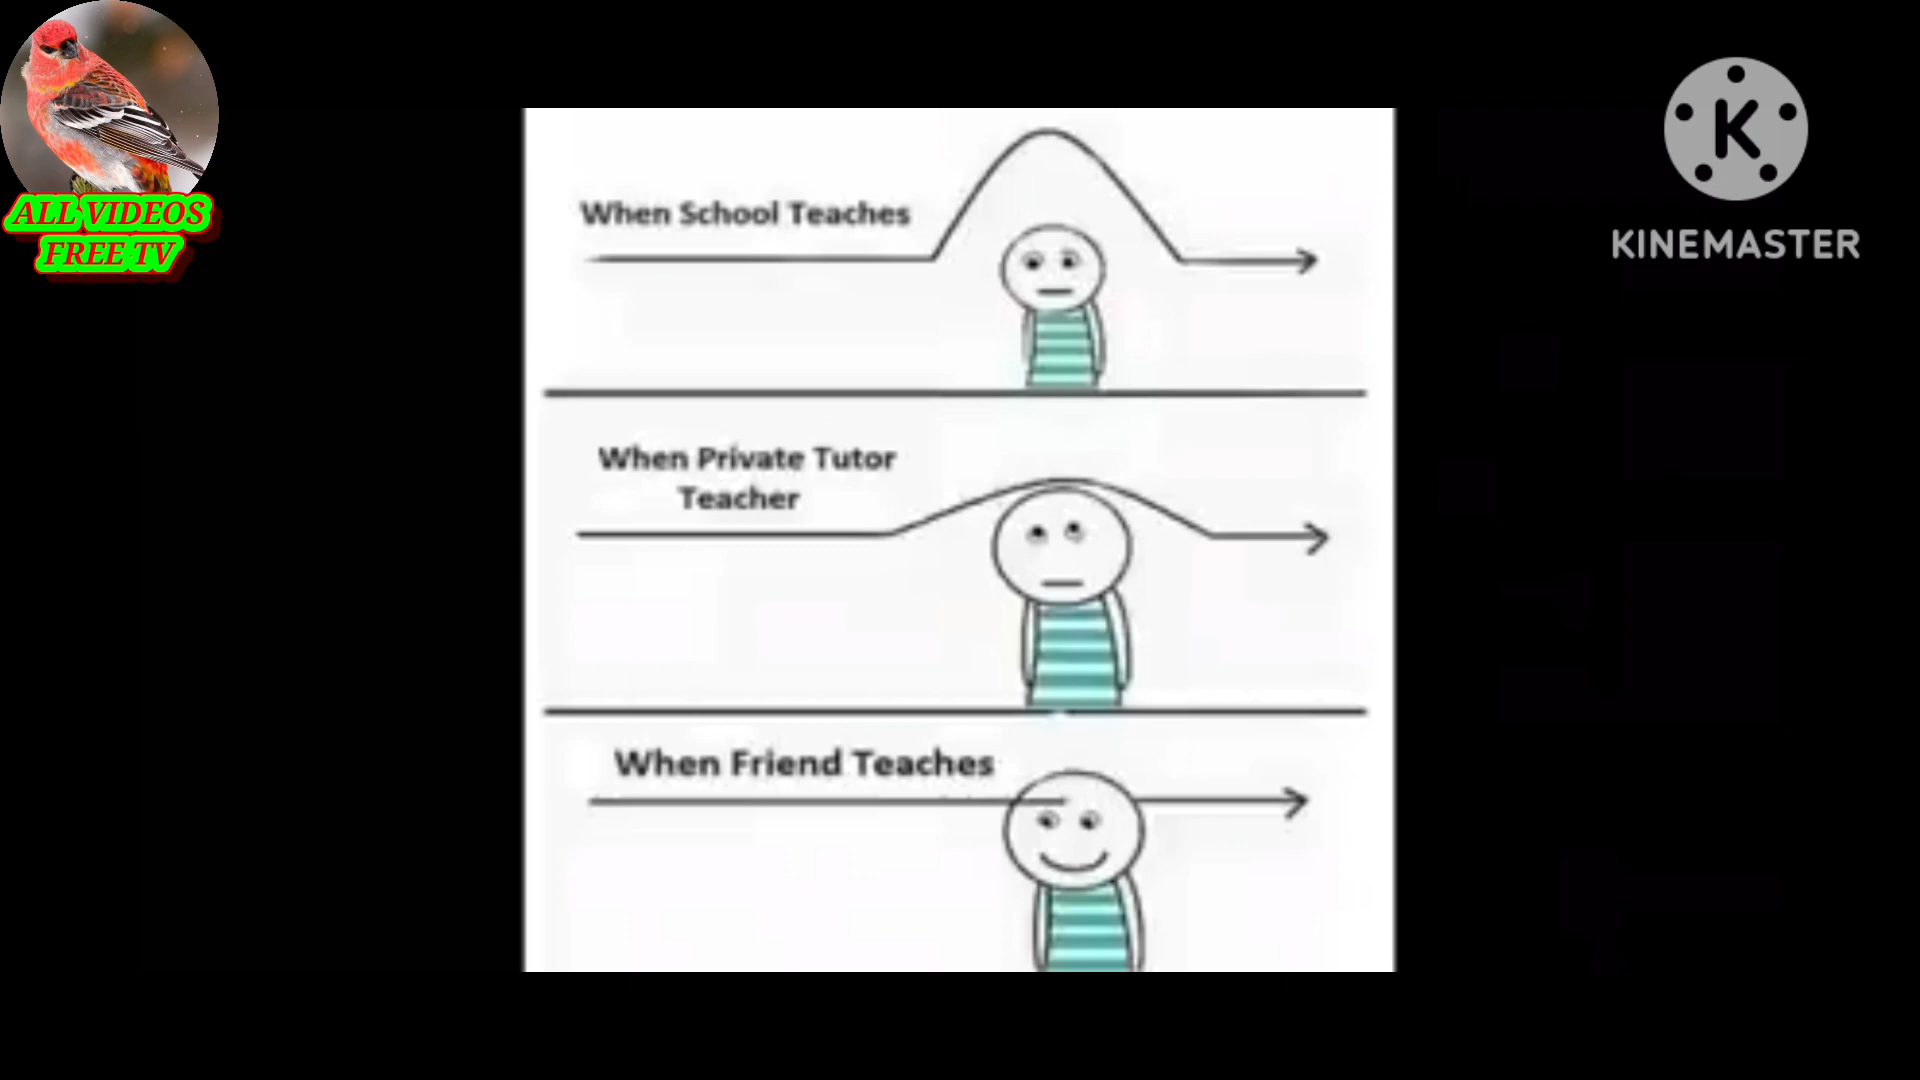 ALL VIDEOS
FREE TV
K
KINEMASTER
When School Teaches
When Private Tutor
Teacher
When Friend Teaches